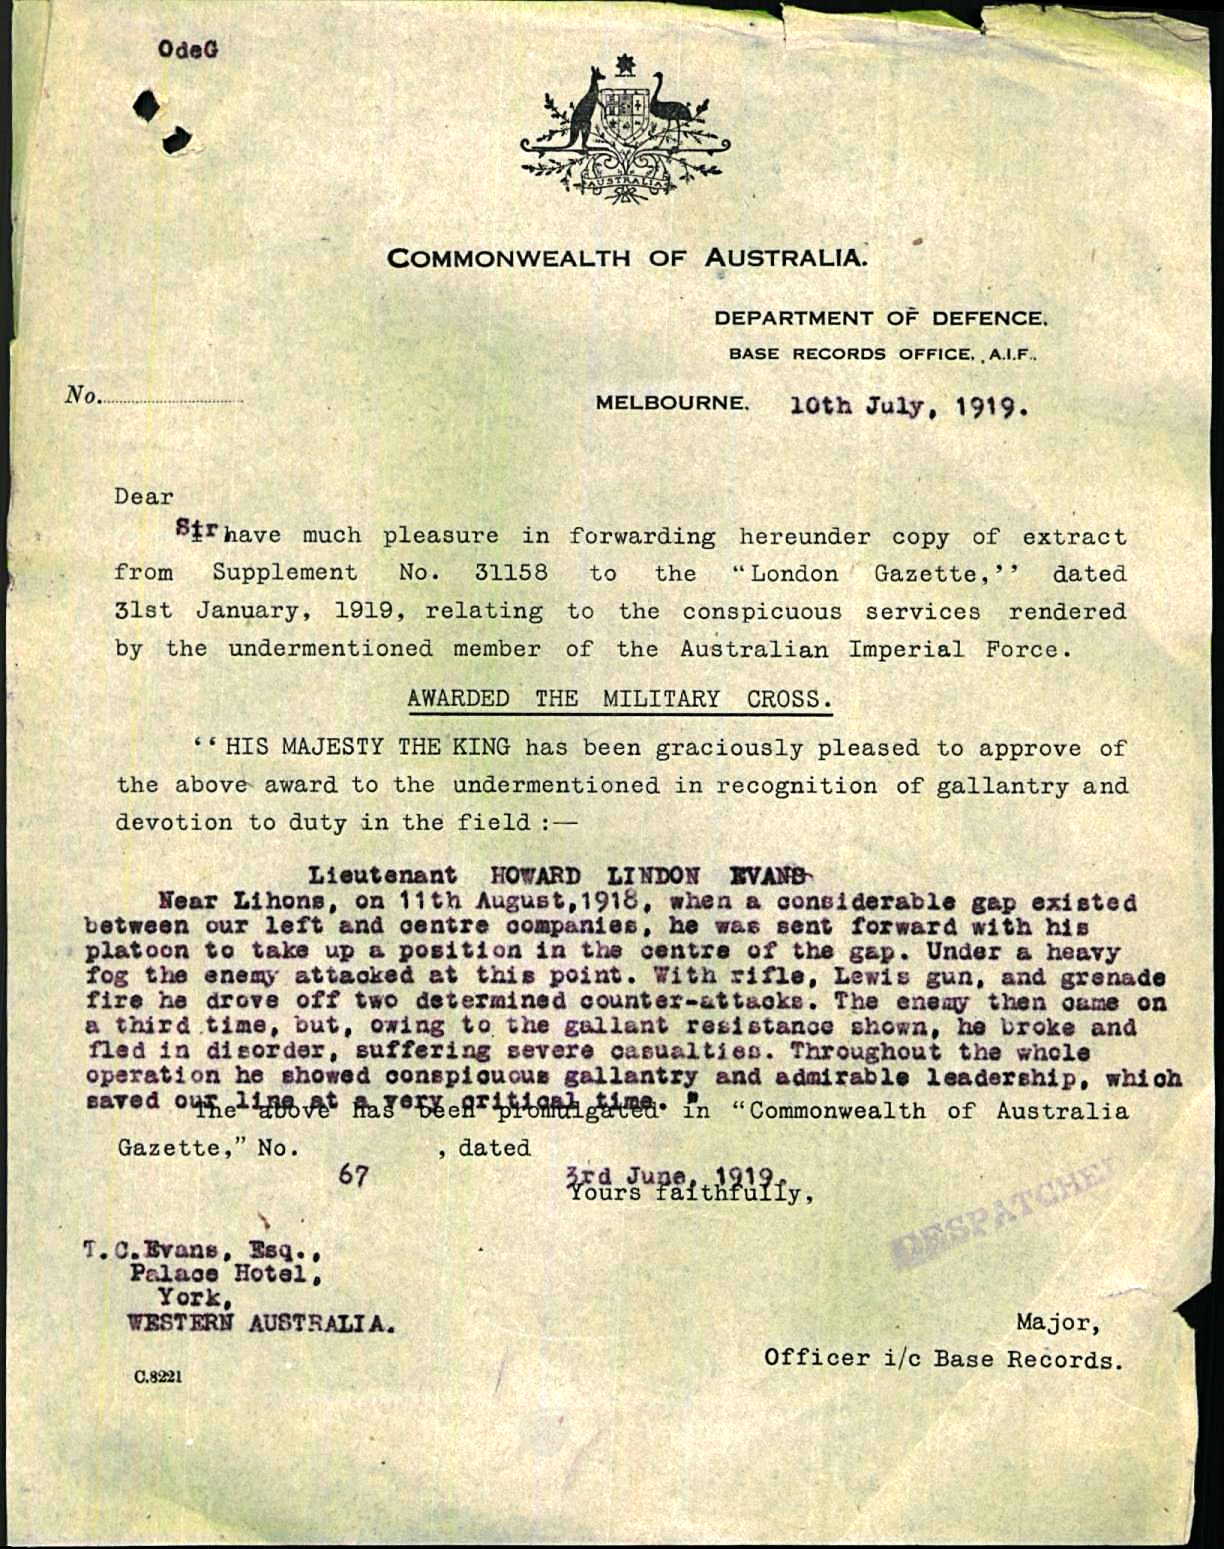 OdeG
AUSTRALIA
COMMONWEALTH OF AUSTRALIA.
DEPARTMENT OF DEFENCE.
BASE RECORDS OFFICE, A.I.F.,
No.
MELBOURNE. 10th July, 1919.
Dear
Sir have much pleasure in forwarding hereunder copy of extract
from Supplement No. 31158 to the “London Gazette,’’ dated
31st January, 1919, relating to the conspicuous services rendered
by the undermentioned member of the Australian Imperial Force.
AWARDED THE MILITARY CROSS.
‘‘HIS MAJESTY THE KING has been graciously pleased to approve of
the above award to the undermentioned in recognition of gallantry and
devotion to duty in the field :—
Lieutenant HOWARD LINDON EVANS
Near Lihons, on 11th August,1918, when a considerable gap existed
between our left and centre companies, he was sent forward with his
platoon to take up a position in the centre of the gap. Under a heavy
fog the enemy attacked at this point. With rifle, Lewis gun, and grenade
fire he drove off two determined counter-attacks. The enemy then came on
a third time, but, owing to the gallant resistance shown, he broke and
fled in disorder, suffering severe casualties. Throughout the whole
operation he showed conspicuous gallantry and admirable leadership, which
saved our line at a very critical time. "
The above has been promulgated in “Commonwealth of Australia
Gazette,” No. , dated
67 3rd June, 1919.
Yours faithfully,
DESPATCHE
T.C.Evans, Esq.,
Palace Hotel,
York,
WESTERN AUSTRALIA.
Major,
Officer i/c Base Records.
C.8221